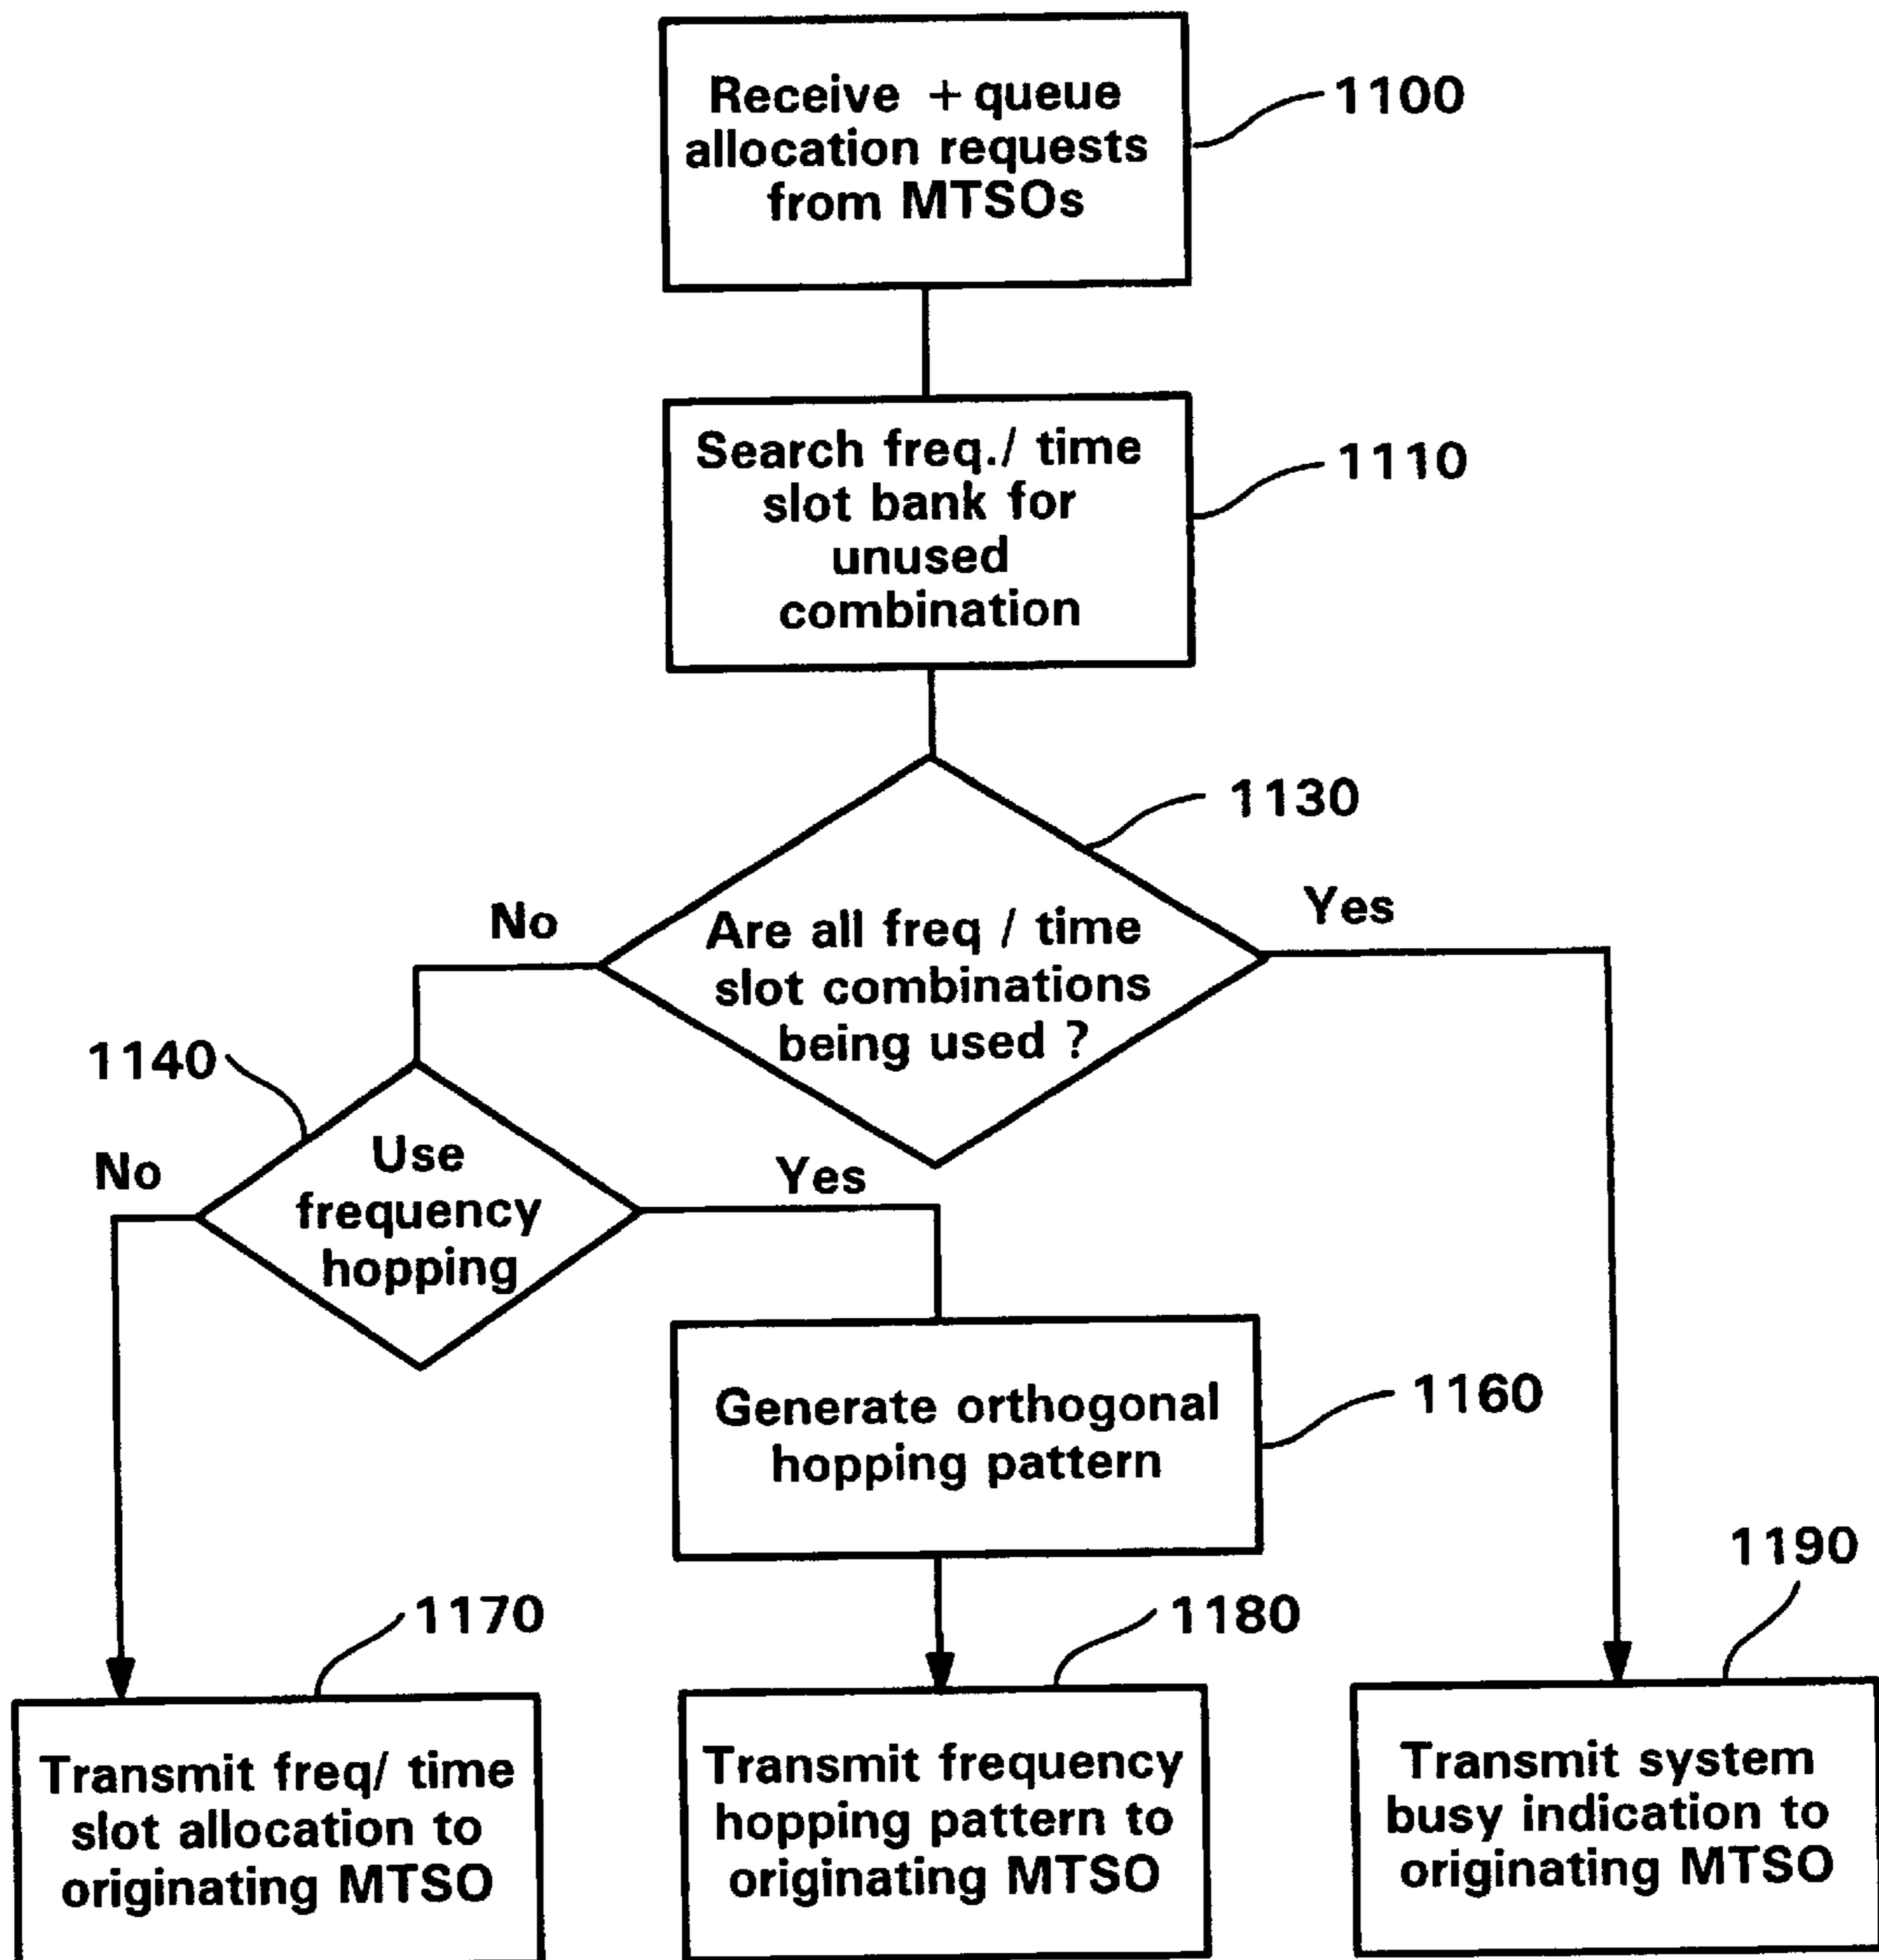 Receive + queue
allocation requests
from MTSOs
1100
Search freq./ time
slot bank for
unused
combination
1110
1130
No
Yes
Are all freq / time
slot combinations
being used ?
1140
No
Use
frequency
hopping
Yes
Generate orthogonal
hopping pattern
1160
1170
1180
1190
Transmit freq/ time
slot allocation to
originating MTSO
Transmit frequency
hopping pattern to
originating MTSO
Transmit system
busy indication to
originating MTSO